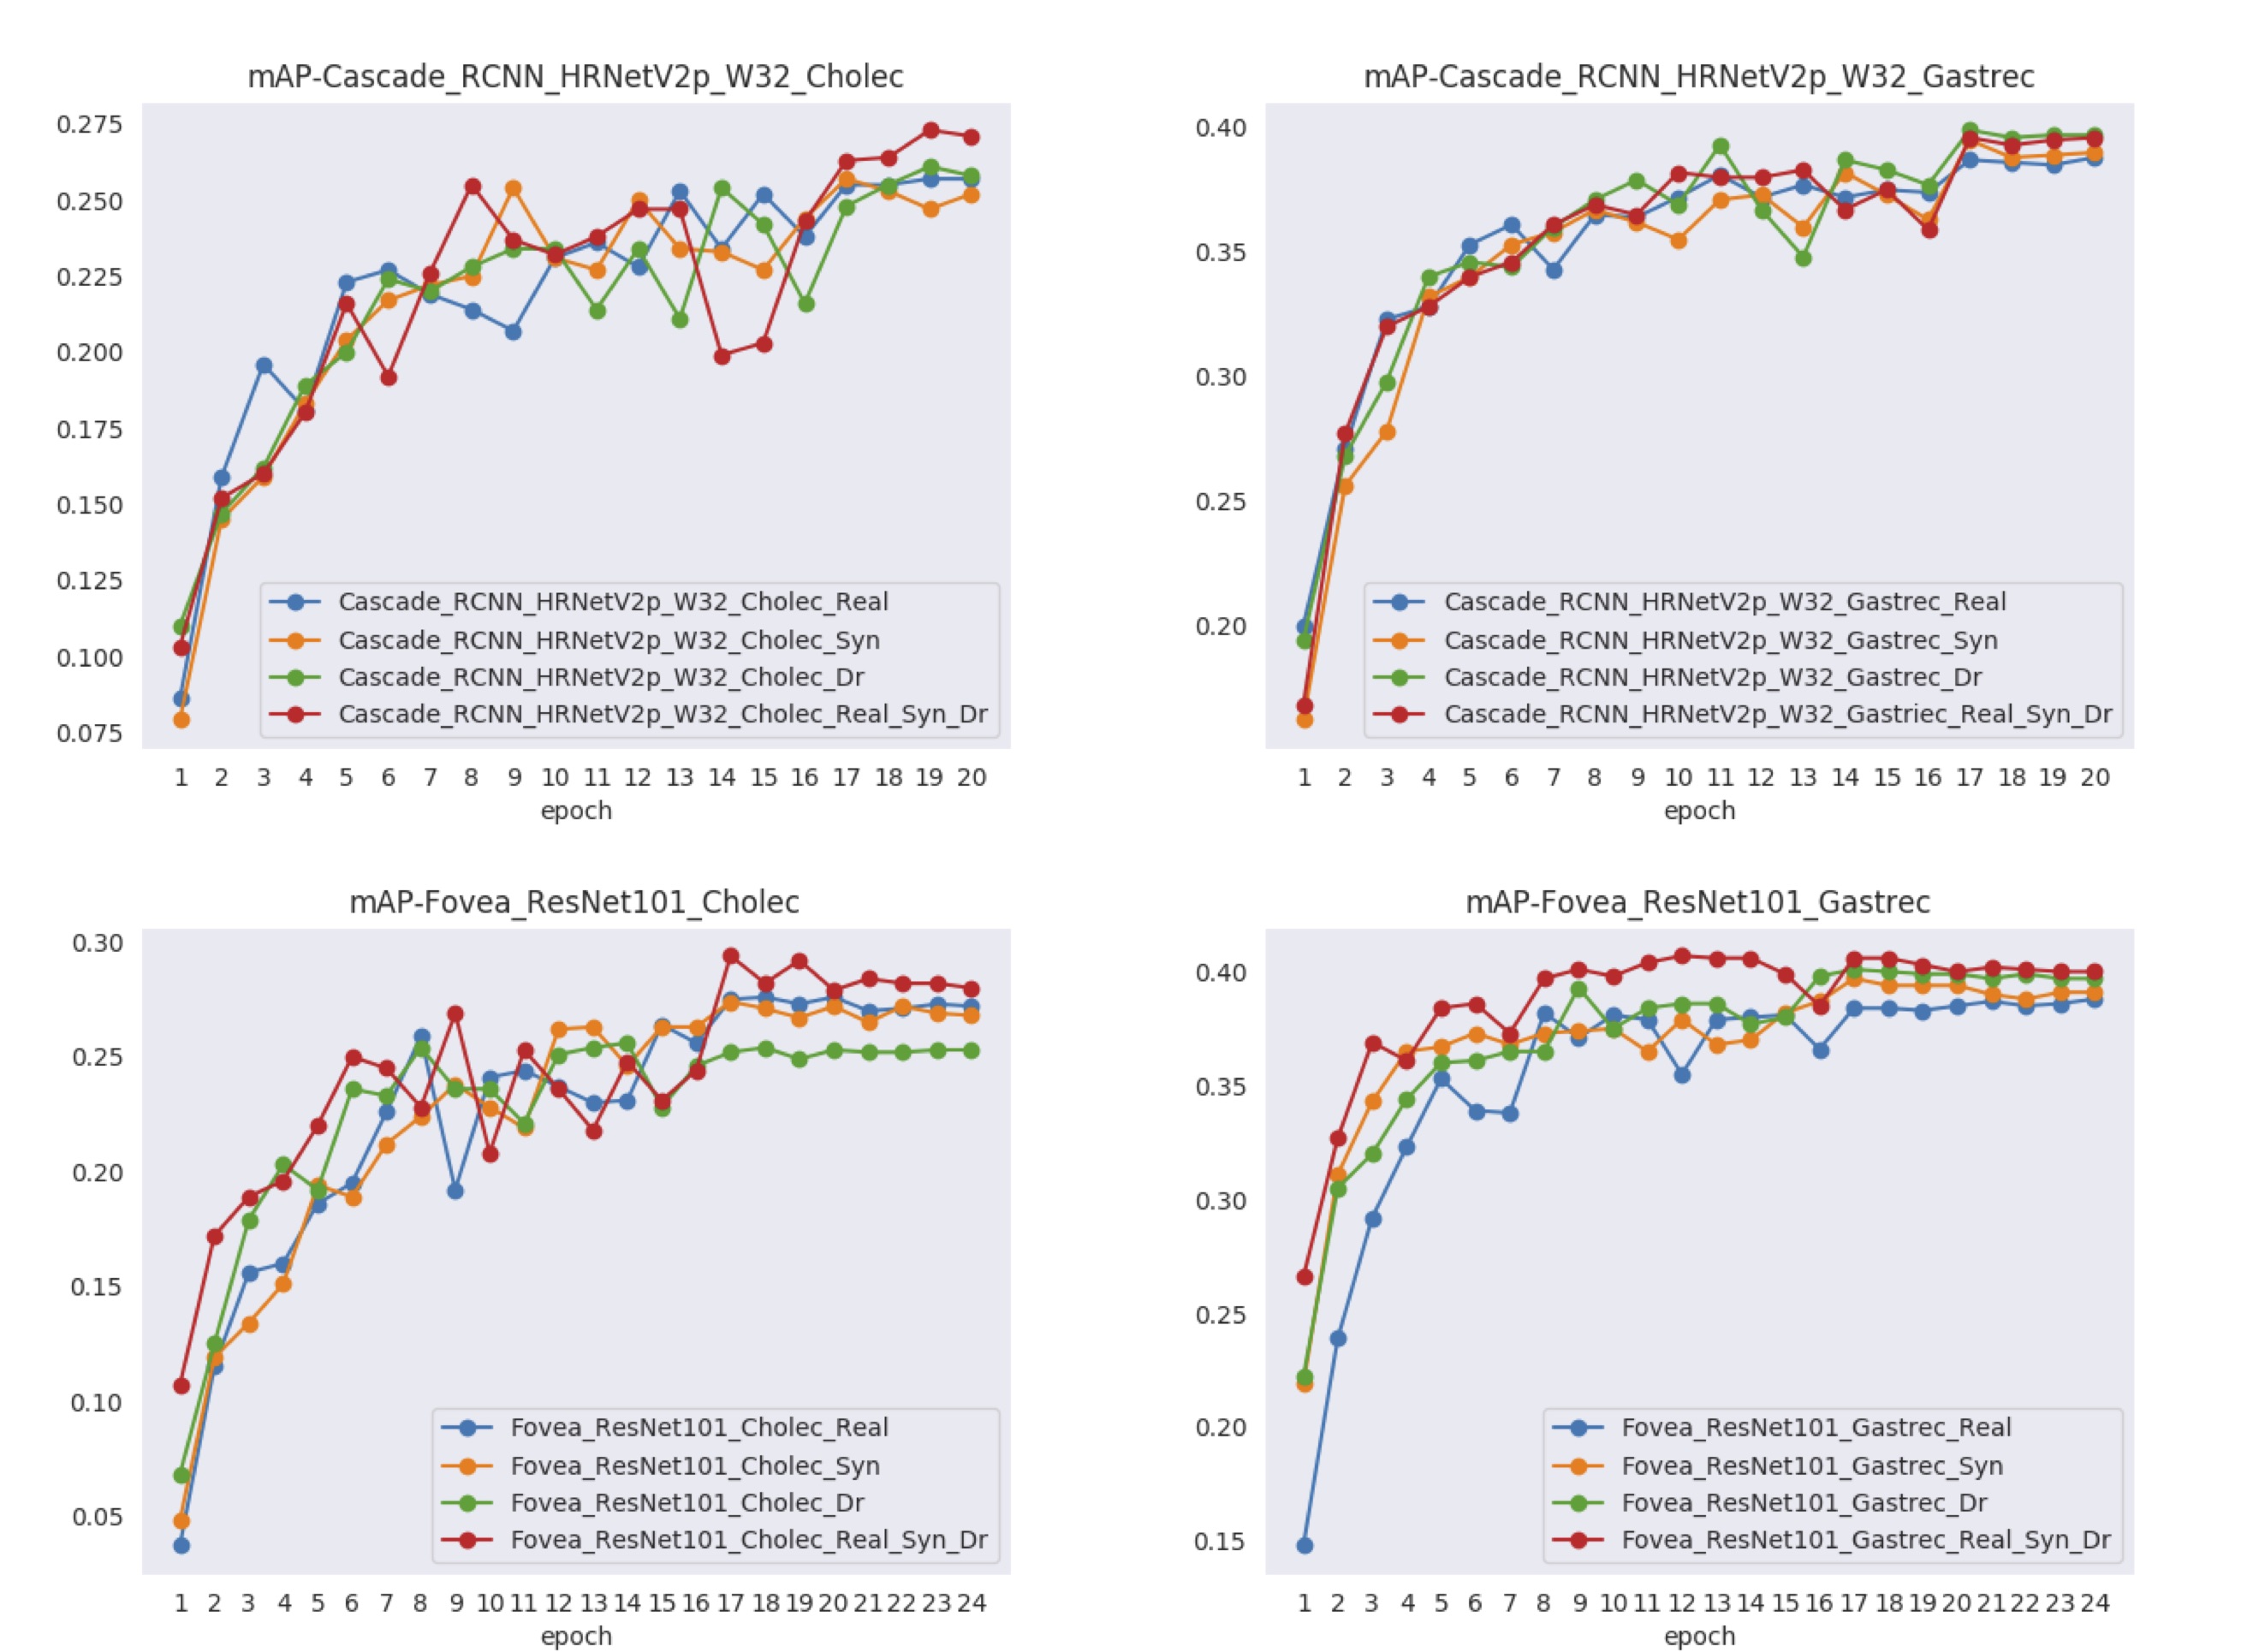 mAP-Cascade_RCNN_HRNetV2p_W32_Cholec
0.275
0.250
0.225
0.200
0.175
0.150
0.125
0.100
0.075
Cascade_RCNN_HRNetV2p_W32_Cholec_Real
Cascade_RCNN_HRNetV2p_W32_Cholec_Syn
Cascade_RCNN_HRNetV2p_W32_Cholec_Dr
Cascade_RCNN_HRNetV2p_W32_Cholec_Real_Syn_Dr
1 2 3 4 5 6 7 8 9 10 11 12 13 14 15 16 17 18 19 20
epoch
mAP-Cascade_RCNN_HRNetV2p_W32_Gastrec
0.40
0.35
0.30
0.25
0.20
Cascade_RCNN_HRNetV2p_W32_Gastrec_Real
Cascade_RCNN_HRNetV2p_W32_Gastrec_Syn
Cascade_RCNN_HRNetV2p_W32_Gastrec_Dr
Cascade_RCNN_HRNetV2p_W32_Gastriec_Real_Syn_Dr
1 2 3 4 5 6 7 8 9 10 11 12 13 14 15 16 17 18 19 20
epoch
mAP-Fovea_ResNet101_Cholec
0.30
0.25
0.20
0.15
0.10
0.05
Fovea_ResNet101_Cholec_Real
Fovea_ResNet101_Cholec_Syn
Fovea_ResNet101_Cholec_Dr
Fovea_ResNet101_Cholec_Real_Syn_Dr
1 2 3 4 5 6 7 8 9 10 11 12 13 14 15 16 17 18 19 20 21 22 23 24
epoch
mAP-Fovea_ResNet101_Gastrec
0.40
0.35
0.30
0.25
0.20
0.15
Fovea_ResNet101_Gastrec_Real
Fovea_ResNet101_Gastrec_Syn
Fovea_ResNet101_Gastrec_Dr
Fovea_ResNet101_Gastrec_Real_Syn_Dr
1 2 3 4 5 6 7 8 9 10 11 12 13 14 15 16 17 18 19 20 21 22 23 24
epoch